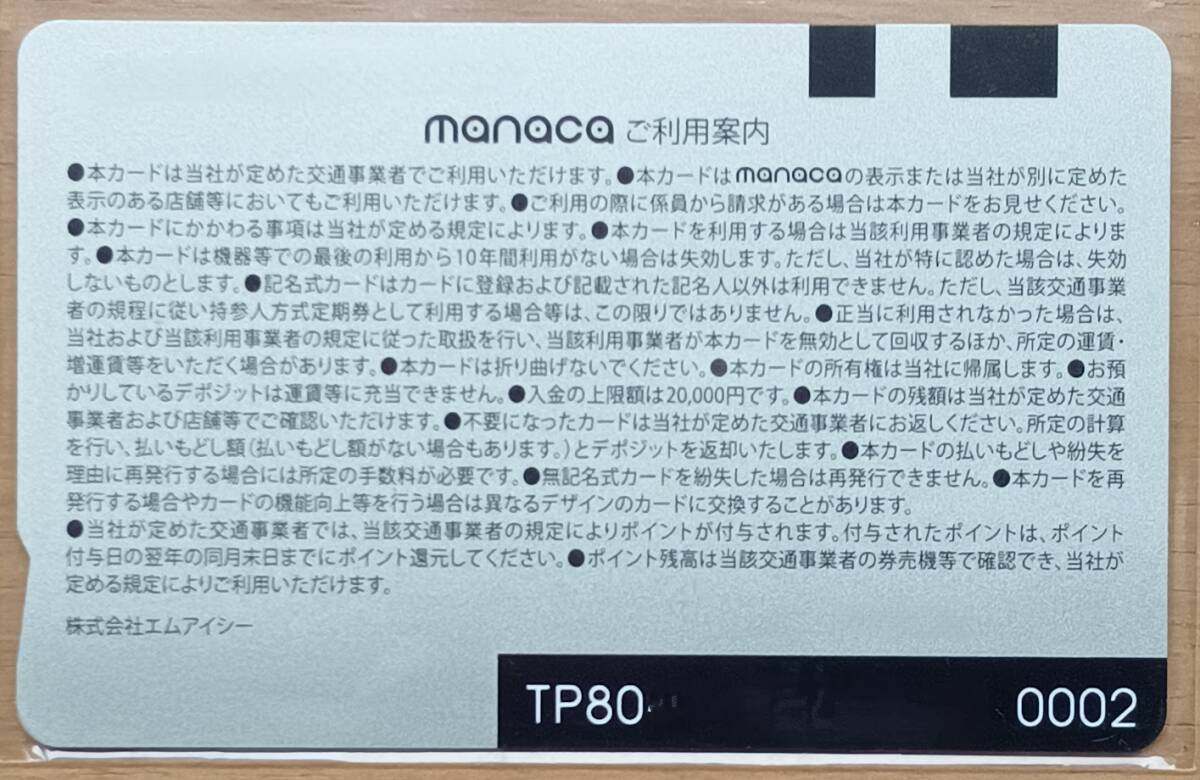 manaca ご利用案内
●本カードは当社が定めた交通事業者でご利用いただけます。●本カードはmanacaの表示または当社が別に定めた
表示のある店舗等においてもご利用いただけます。●ご利用の際に係員から請求がある場合は本カードをお見せください。
●本カードにかかわる事項は当社が定める規定によります。●本カードを利用する場合は当該利用事業者の規定によりま
す。●本カードは機器等での最後の利用から10年間利用がない場合は失効します。ただし、当社が特に認めた場合は、失効
しないものとします。●記名式カードはカードに登録および記載された記名人以外は利用できません。ただし、当該交通事業
者の規程に従い持参人方式定期券として利用する場合等は、この限りではありません。●正当に利用されなかった場合は、
当社および当該利用事業者の規定に従った取扱を行い、当該利用事業者が本カードを無効として回収するほか、所定の運賃・
増運賃等をいただく場合があります。●本カードは折り曲げないでください。●本カードの所有権は当社に帰属します。●お預
かりしているデポジットは運賃等に充当できません。●入金の上限額は20,000円です。●本カードの残額は当社が定めた交通
事業者および店舗等でご確認いただけます。●不要になったカードは当社が定めた交通事業者にお返しください。所定の計算
を行い、払いもどし額(払いもどし額がない場合もあります。)とデポジットを返却いたします。●本カードの払いもどしや紛失を
理由に再発行する場合には所定の手数料が必要です。●無記名式カードを紛失した場合は再発行できません。●本カードを再
発行する場合やカードの機能向上等を行う場合は異なるデザインのカードに交換することがあります。
●当社が定めた交通事業者では、当該交通事業者の規定によりポイントが付与されます。付与されたポイントは、ポイント
付与日の翌年の同月末日までにポイント還元してください。●ポイント残高は当該交通事業者の券売機等で確認でき、当社が
定める規定によりご利用いただけます。
株式会社エムアイシー
TP80 0002